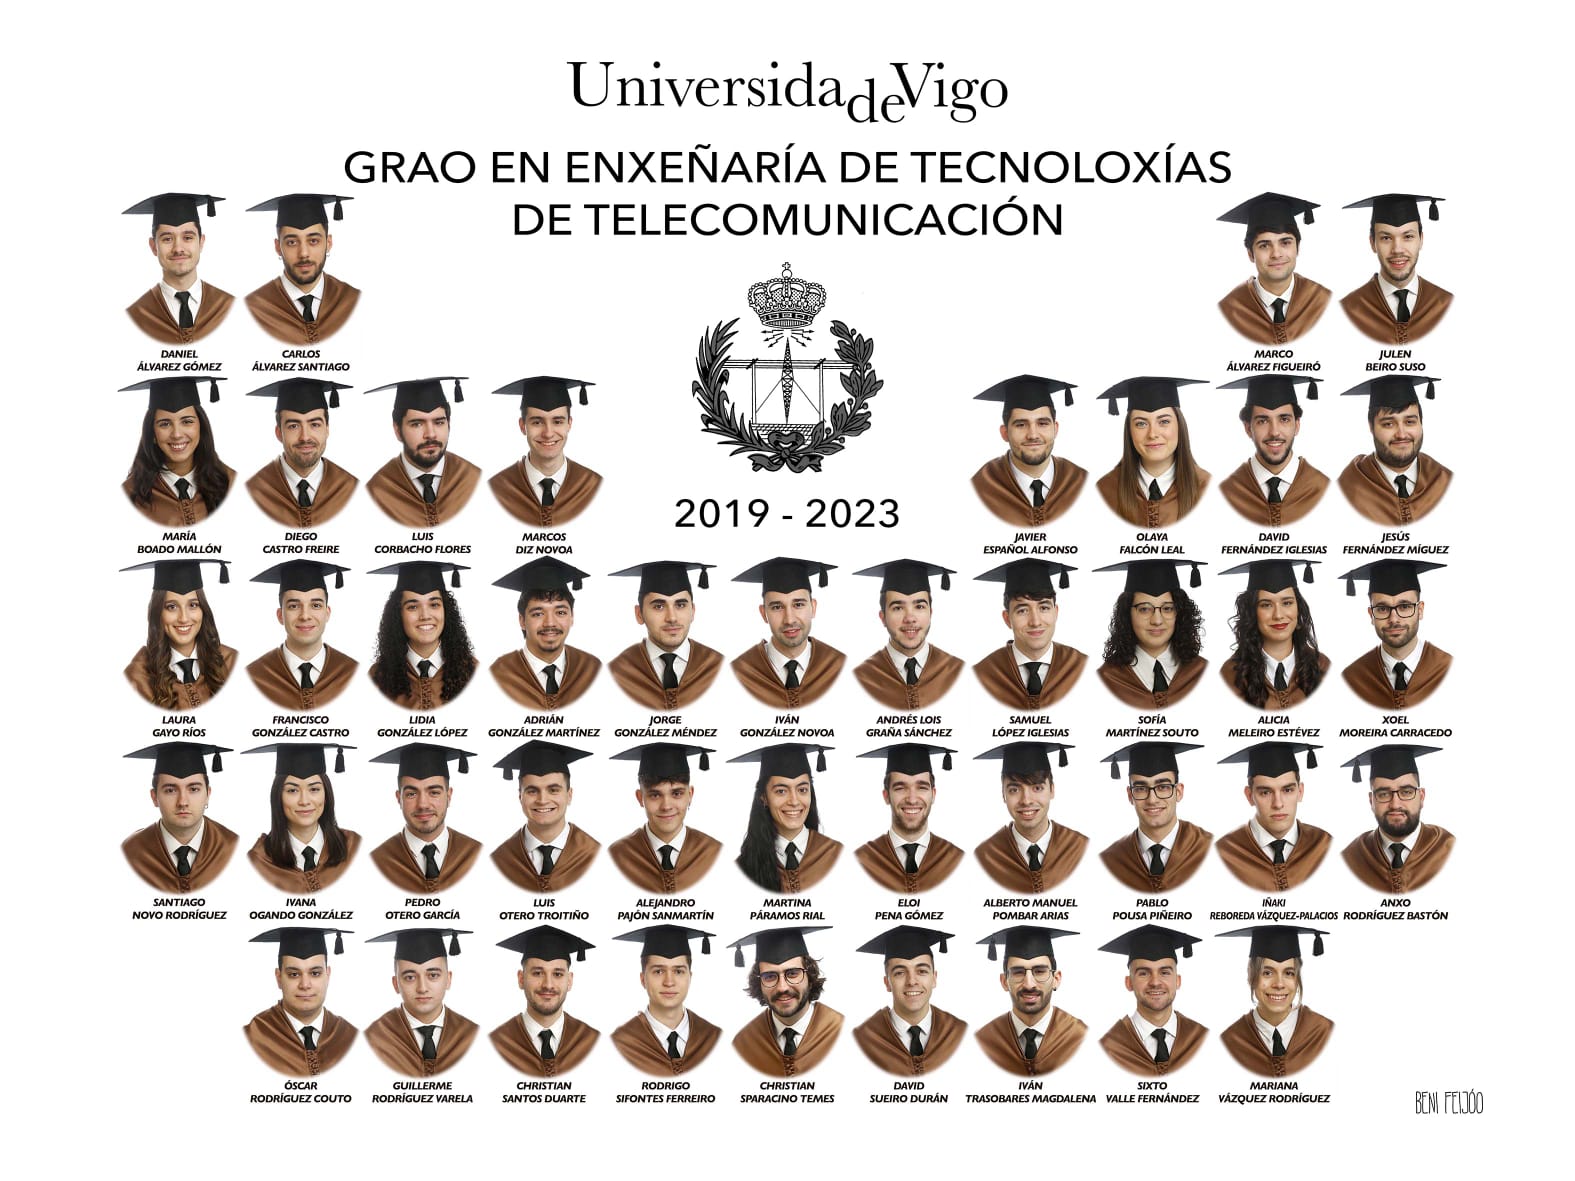 Universidade Vigo
GRAO EN ENXEÑARÍA DE TECNOLOXÍAS
DE TELECOMUNICACIÓN
DANIEL
ÁLVAREZ GÓMEZ
CARLOS
ÁLVAREZ SANTIAGO
MARCO
ÁLVAREZ FIGUEIRÓ
JULEN
BEIRO SUSO
2019 - 2023
MARÍA
BOADO MALLÓN
DIEGO
CASTRO FREIRE
LUIS
CORBACHO FLORES
MARCOS
DIZ NOVOA
JAVIER
ESPAÑOL ALFONSO
OLAYA
FALCÓN LEAL
DAVID
FERNÁNDEZ IGLESIAS
JESÚS
FERNÁNDEZ MÍGUEZ
LAURA
GAYO RÍOS
FRANCISCO
GONZÁLEZ CASTRO
LIDIA
GONZÁLEZ LÓPEZ
ADRIÁN
GONZÁLEZ MARTÍNEZ
JORGE
GONZÁLEZ MÉNDEZ
IVÁN
GONZÁLEZ NOVOA
ANDRÉS LOIS
GRAÑA SÁNCHEZ
SAMUEL
LÓPEZ IGLESIAS
SOFÍA
MARTÍNEZ SOUTO
ALICIA
MELEIRO ESTÉVEZ
XOEL
MOREIRA CARRACEDO
SANTIAGO
NOVO RODRÍGUEZ
IVANA
OGANDO GONZÁLEZ
PEDRO
OTERO GARCÍA
LUIS
OTERO TROITIÑO
ALEJANDRO
PAJÓN SANMARTÍN
MARTINA
PÁRAMOS RIAL
ELOI
PENA GÓMEZ
ALBERTO MANUEL
POMBAR ARIAS
PABLO
POUSA PIÑEIRO
IÑAKI
REBOREDA VÁZQUEZ-PALACIOS
ANXO
RODRÍGUEZ BASTÓN
ÓSCAR
RODRÍGUEZ COUTO
GUILLERME
RODRÍGUEZ VARELA
CHRISTIAN
SANTOS DUARTE
RODRIGO
SIFONTES FERREIRO
CHRISTIAN
SPARACINO TEMES
DAVID
SUEIRO DURÁN
IVÁN
TRASOBARES MAGDALENA
SIXTO
VALLE FERNÁNDEZ
MARIANA
VÁZQUEZ RODRÍGUEZ
BENI FEIJÓO